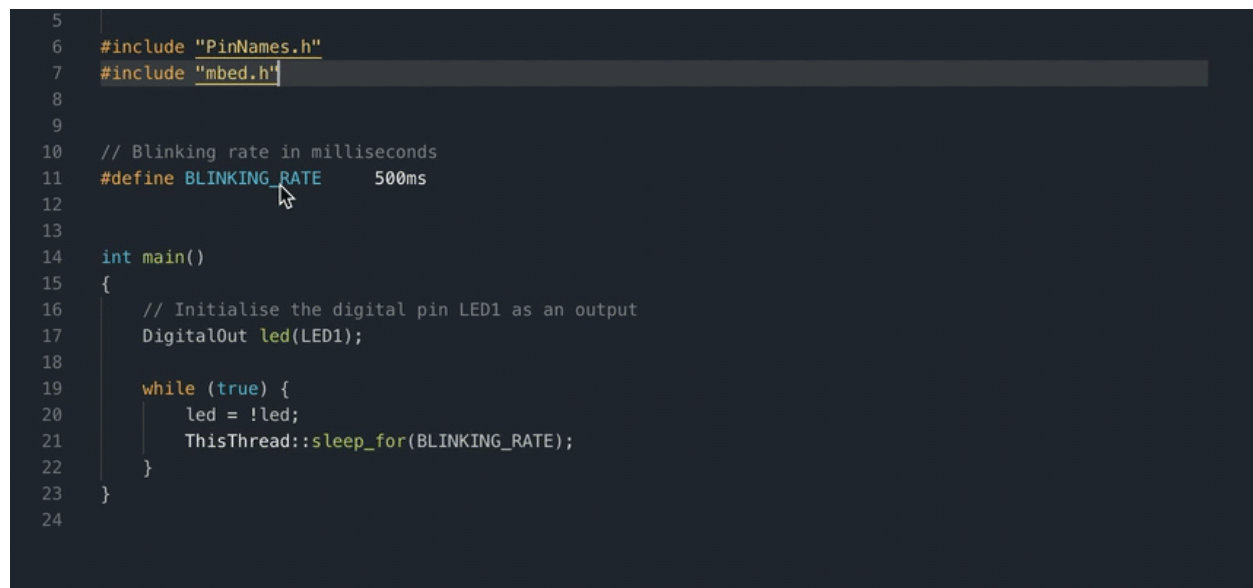 5
6 #include "PinNames.h"
7 #include "mbed.h"
8
9
10 // Blinking rate in milliseconds
11 #define BLINKING_RATE     500ms
12
13
14 int main()
15 {
16     // Initialise the digital pin LED1 as an output
17     DigitalOut led(LED1);
18
19     while (true) {
20         led = !led;
21         ThisThread::sleep_for(BLINKING_RATE);
22     }
23 }
24